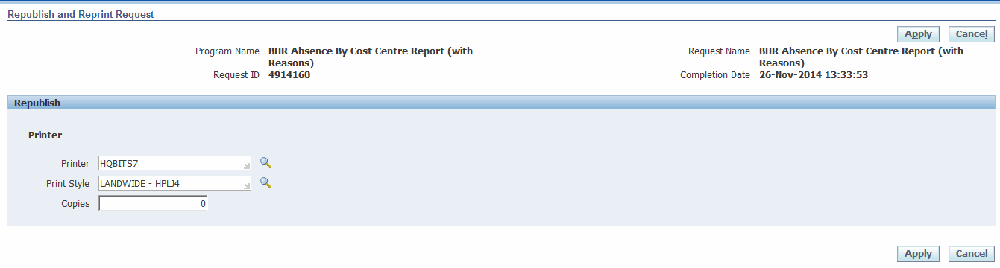 Republish and Reprint Request
Apply Cancel
Program Name BHR Absence By Cost Centre Report (with Reasons)
Request Name BHR Absence By Cost Centre Report (with Reasons)
Request ID 4914160
Completion Date 26-Nov-2014 13:33:53
Republish
Printer
Printer HQBITS7
Print Style LANDWIDE - HPLJ4
Copies 0
Apply Cancel